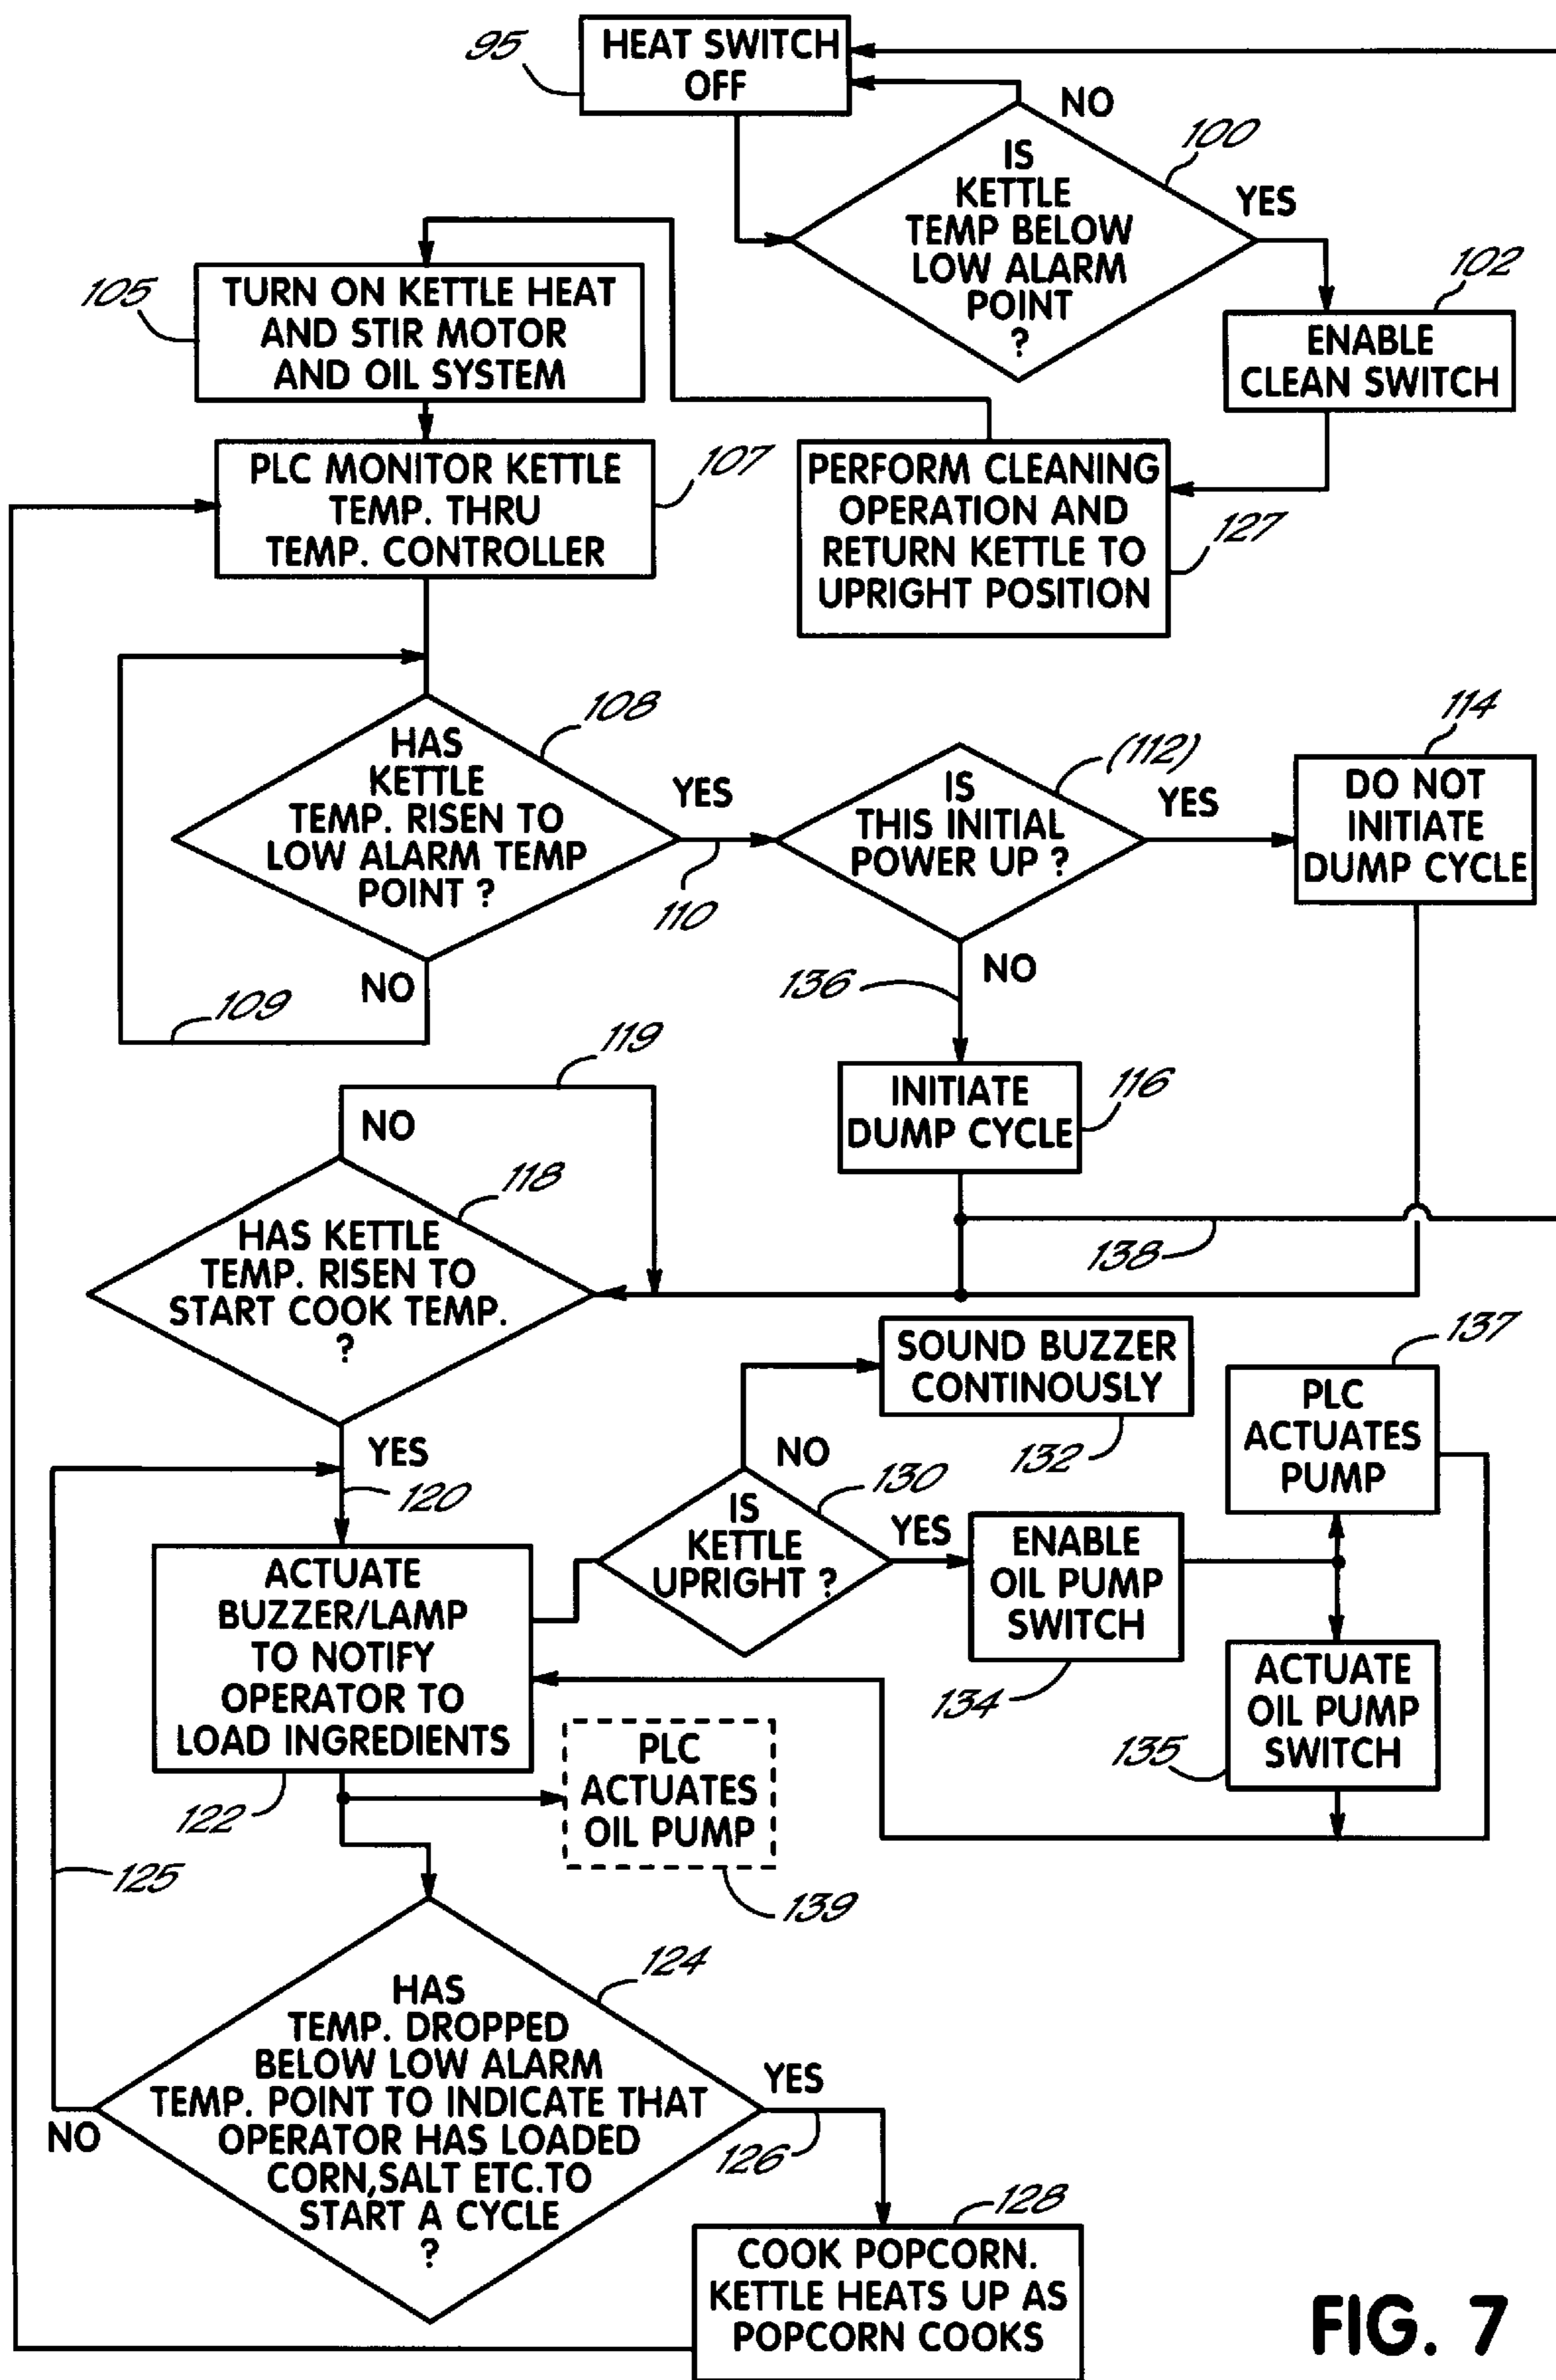 95
HEAT SWITCH
OFF
NO
100
IS
KETTLE
TEMP BELOW
LOW ALARM
POINT
?
YES
102
ENABLE
CLEAN SWITCH
105
TURN ON KETTLE HEAT
AND STIR MOTOR
AND OIL SYSTEM
PLC MONITOR KETTLE
TEMP. THRU
TEMP. CONTROLLER
107
PERFORM CLEANING
OPERATION AND
RETURN KETTLE TO
UPRIGHT POSITION
127
108
HAS
KETTLE
TEMP. RISEN TO
LOW ALARM TEMP
POINT ?
YES
110
NO
109
(112)
IS
THIS INITIAL
POWER UP ?
YES
114
DO NOT
INITIATE
DUMP CYCLE
136
NO
INITIATE
DUMP CYCLE
116
138
119
NO
118
HAS KETTLE
TEMP. RISEN TO
START COOK TEMP.
?
YES
120
SOUND BUZZER
CONTINOUSLY
132
NO
130
IS
KETTLE
UPRIGHT ?
YES
ENABLE
OIL PUMP
SWITCH
134
137
PLC
ACTUATES
PUMP
ACTUATE
OIL PUMP
SWITCH
135
ACTUATE
BUZZER/LAMP
TO NOTIFY
OPERATOR TO
LOAD INGREDIENTS
122
PLC
ACTUATES
OIL PUMP
139
125
124
HAS
TEMP. DROPPED
BELOW LOW ALARM
TEMP. POINT TO INDICATE THAT
OPERATOR HAS LOADED
CORN,SALT ETC.TO
START A CYCLE
?
NO
YES
126
128
COOK POPCORN.
KETTLE HEATS UP AS
POPCORN COOKS
FIG. 7